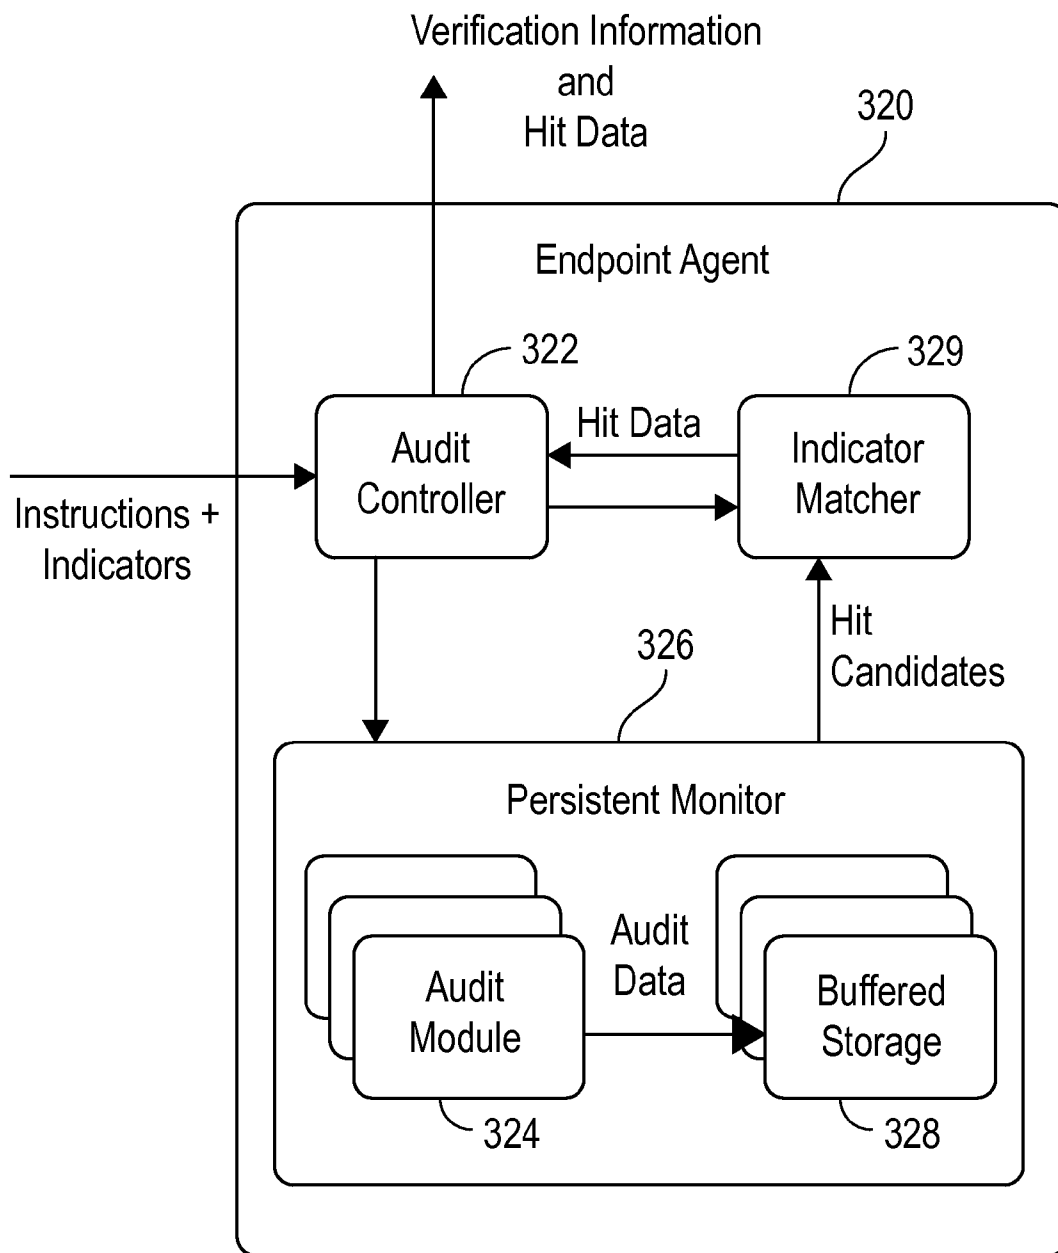 Verification Information
and
Hit Data
320
Endpoint Agent
322
329
Audit
Controller
Hit Data
Indicator
Matcher
Instructions +
Indicators
326
Hit
Candidates
Persistent Monitor
Audit
Data
Audit
Module
Buffered
Storage
324
328